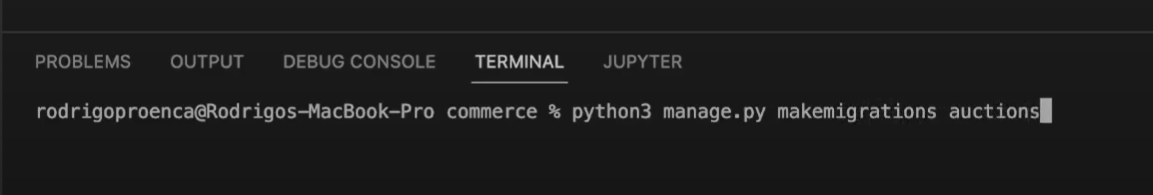 PROBLEMS OUTPUT DEBUG CONSOLE TERMINAL JUPYTER
rodrigoproenca@Rodrigos-MacBook-Pro commerce % python3 manage.py makemigrations auctions